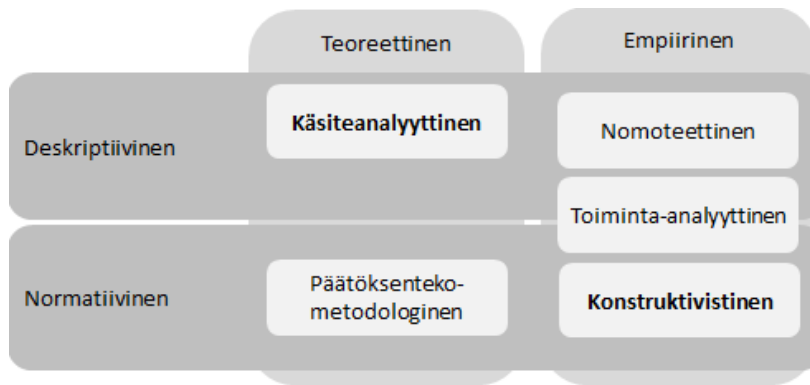 Teoreettinen
Empiirinen
Deskriptiivinen
Käsiteanalyyttinen
Nomoteettinen
Toiminta-analyyttinen
Normatiivinen
Päätöksenteko-
metodologinen
Konstruktivistinen